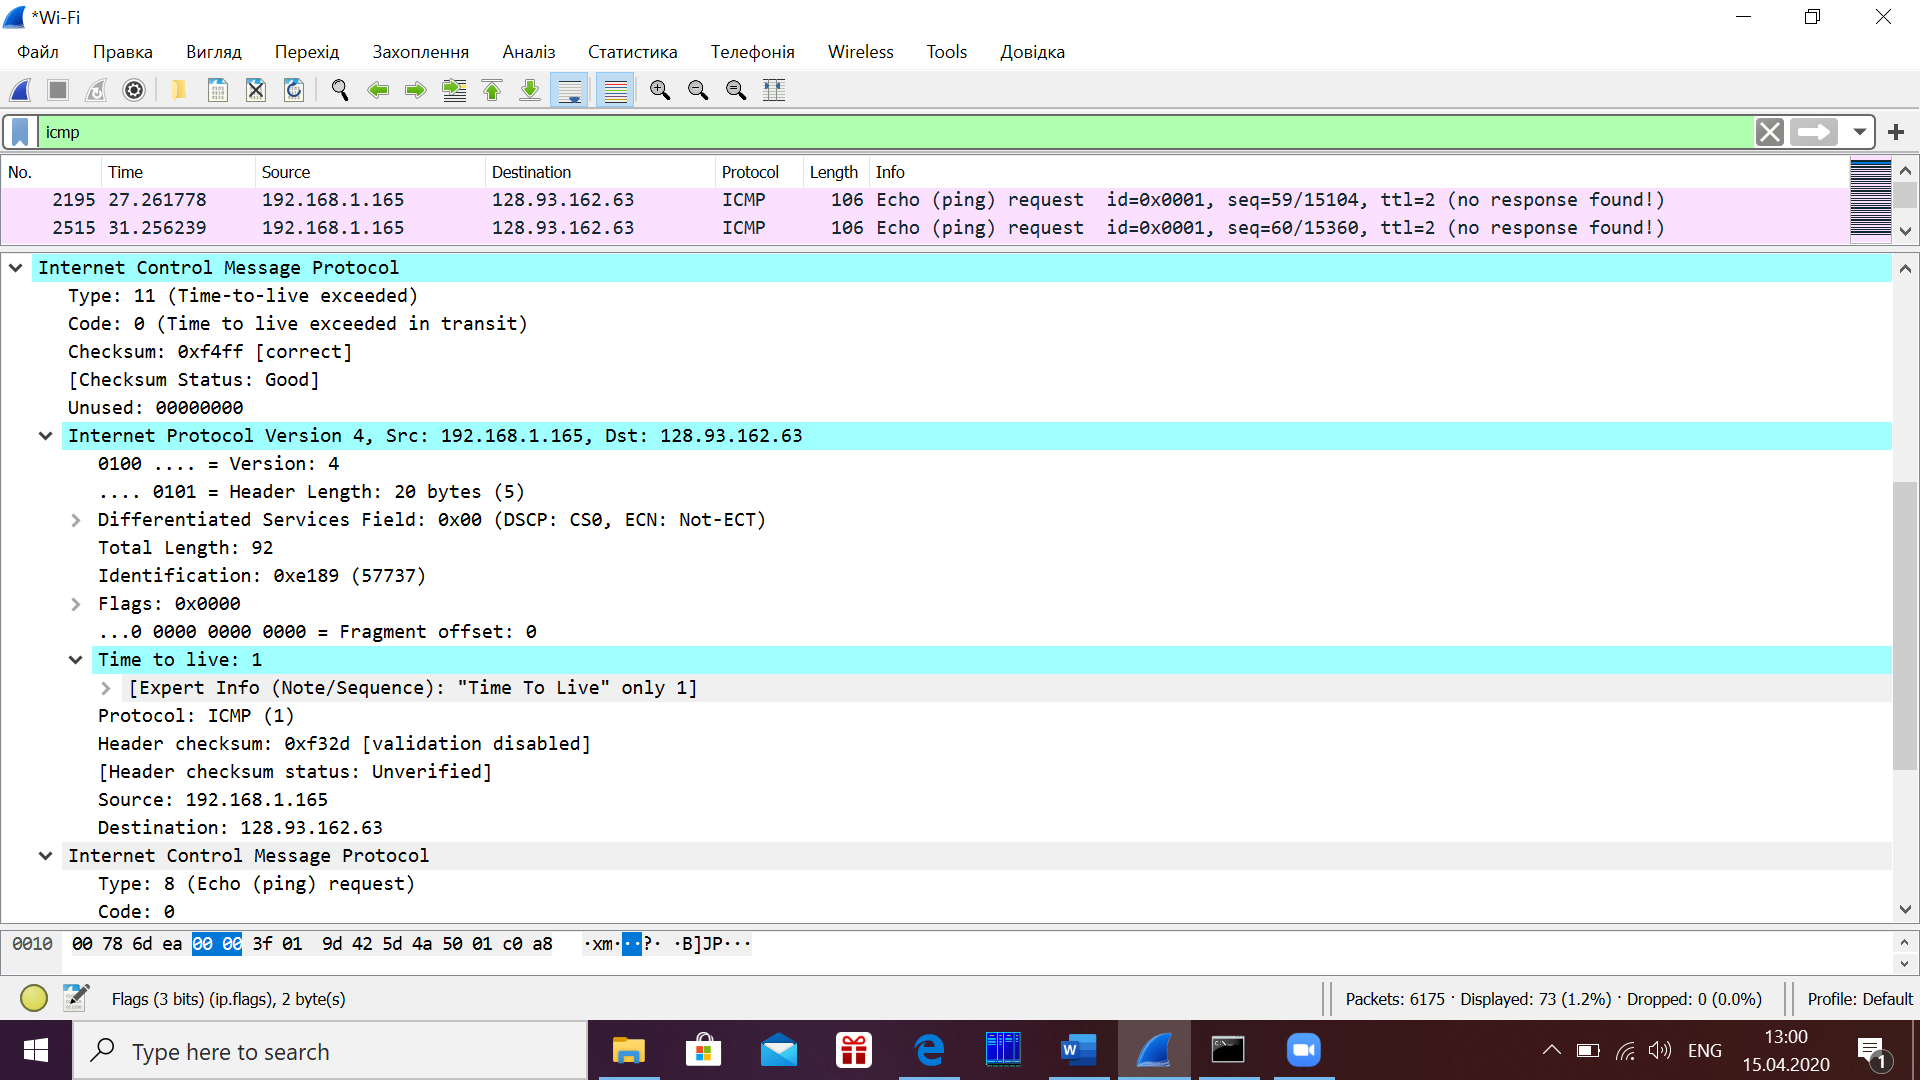 *Wi-Fi
Файл Правка Вигляд Перехід Захоплення Аналіз Статистика Телефонія Wireless Tools Довідка
icmp
No. Time Source Destination Protocol Length Info
2195 27.261778 192.168.1.165 128.93.162.63 ICMP 106 Echo (ping) request id=0x0001, seq=59/15104, ttl=2 (no response found!)
2515 31.256239 192.168.1.165 128.93.162.63 ICMP 106 Echo (ping) request id=0x0001, seq=60/15360, ttl=2 (no response found!)
Internet Control Message Protocol
Type: 11 (Time-to-live exceeded)
Code: 0 (Time to live exceeded in transit)
Checksum: 0xf4ff [correct]
[Checksum Status: Good]
Unused: 00000000
Internet Protocol Version 4, Src: 192.168.1.165, Dst: 128.93.162.63
0100 .... = Version: 4
.... 0101 = Header Length: 20 bytes (5)
Differentiated Services Field: 0x00 (DSCP: CS0, ECN: Not-ECT)
Total Length: 92
Identification: 0xe189 (57737)
Flags: 0x0000
...0 0000 0000 0000 = Fragment offset: 0
Time to live: 1
[Expert Info (Note/Sequence): "Time To Live" only 1]
Protocol: ICMP (1)
Header checksum: 0xf32d [validation disabled]
[Header checksum status: Unverified]
Source: 192.168.1.165
Destination: 128.93.162.63
Internet Control Message Protocol
Type: 8 (Echo (ping) request)
Code: 0
0010 00 78 6d ea 00 00 3f 01 9d 42 5d 4a 50 01 c0 a8 ·xm···?· ·B]JP···
Flags (3 bits) (ip.flags), 2 byte(s) Packets: 6175 · Displayed: 73 (1.2%) · Dropped: 0 (0.0%) Profile: Default
Type here to search ENG 13:00
15.04.2020 1